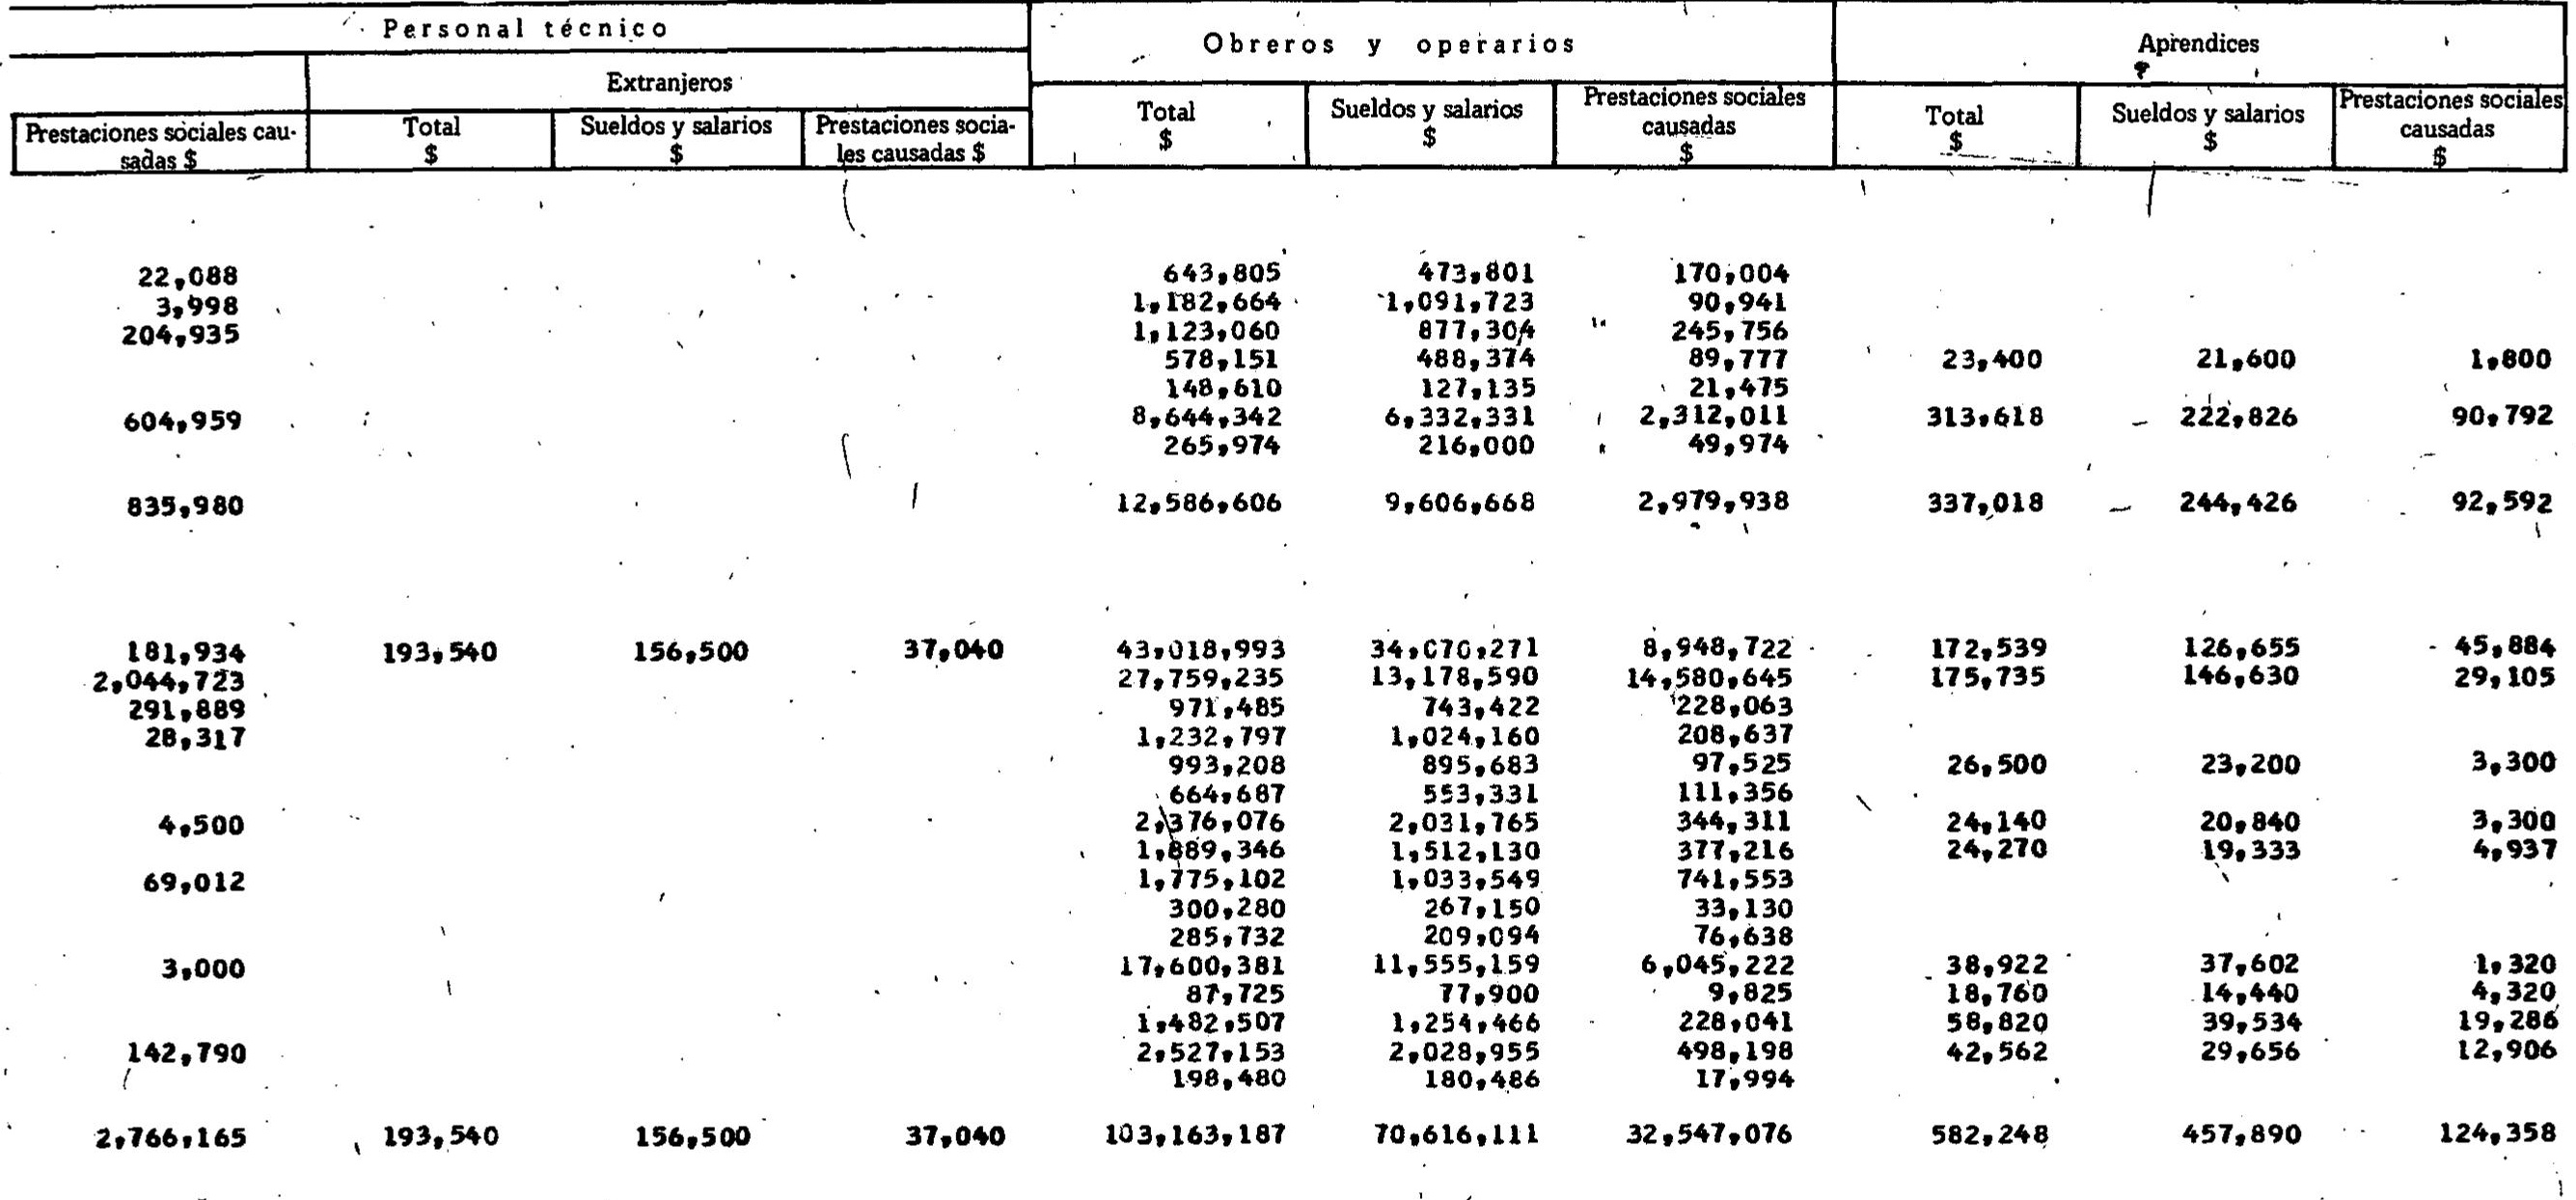 Personal técnico
Obreros y operarios
Aprendices
Extranjeros
Prestaciones sociales cau-
sadas $
Total
$
Sueldos y salarios
$
Prestaciones socia-
les causadas $
Total
$
Sueldos y salarios
$
Prestaciones sociales
causadas
$
Total
$
Sueldos y salarios
$
Prestaciones sociales
causadas
$
22,088 643,805 473,801 170,004
3,998 1,182,664 1,091,723 90,941
204,935 1,123,060 877,304 245,756
578,151 488,374 89,777 23,400 21,600 1,800
148,610 127,135 21,475
604,959 8,644,342 6,332,331 2,312,011 313,618 222,826 90,792
265,974 216,000 49,974
835,980 12,586,606 9,606,668 2,979,938 337,018 244,426 92,592
181,934 193,540 156,500 37,040 43,018,993 34,070,271 8,948,722 172,539 126,655 45,884
2,044,723 27,759,235 13,178,590 14,580,645 175,735 146,630 29,105
291,889 971,485 743,422 228,063
28,317 1,232,797 1,024,160 208,637
993,208 895,683 97,525 26,500 23,200 3,300
664,687 553,331 111,356
4,500 2,376,076 2,031,765 344,311 24,140 20,840 3,300
1,889,346 1,512,130 377,216 24,270 19,333 4,937
69,012 1,775,102 1,033,549 741,553
300,280 267,150 33,130
285,732 209,094 76,638
3,000 17,600,381 11,555,159 6,045,222 38,922 37,602 1,320
87,725 77,900 9,825 18,760 14,440 4,320
1,482,507 1,254,466 228,041 58,820 39,534 19,286
142,790 2,527,153 2,028,955 498,198 42,562 29,656 12,906
198,480 180,486 17,994
2,766,165 193,540 156,500 37,040 103,163,187 70,616,111 32,547,076 582,248 457,890 124,358